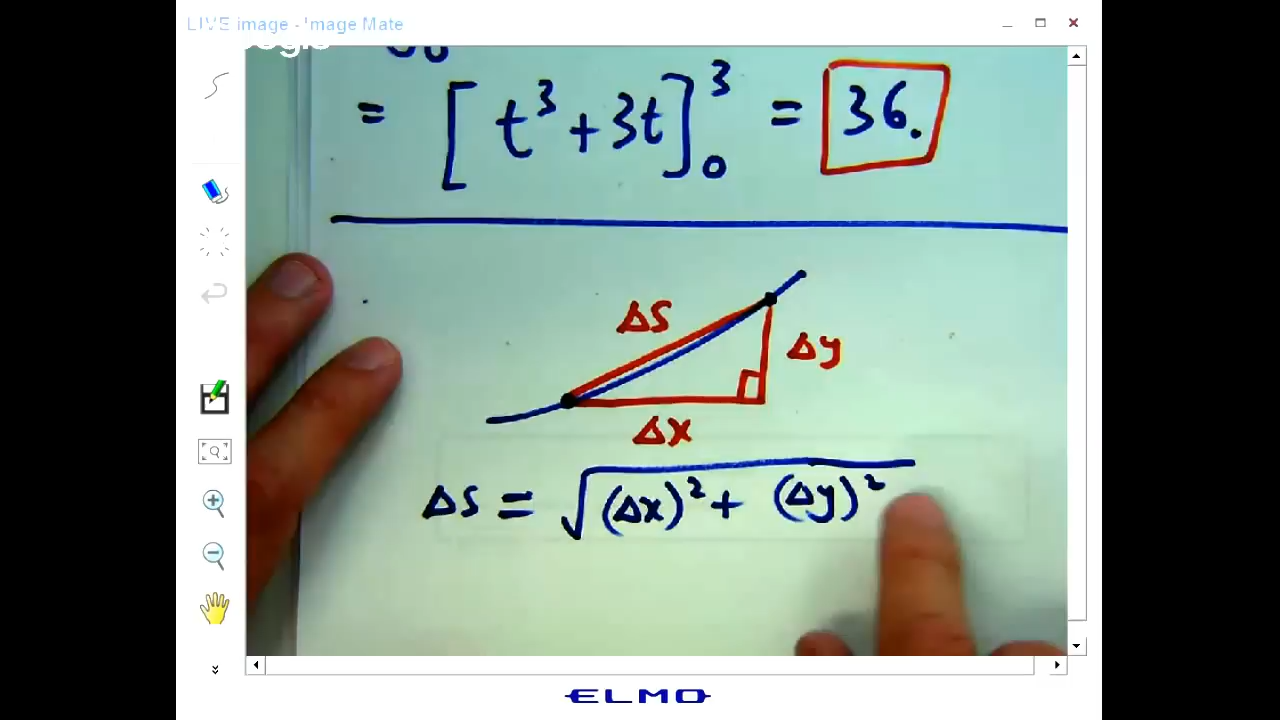 LIVE image - Image Mate
= [t³ + 3t]₀³ = 36.
ΔS
Δy
Δx
ΔS = √(Δx)² + (Δy)²
ELMO